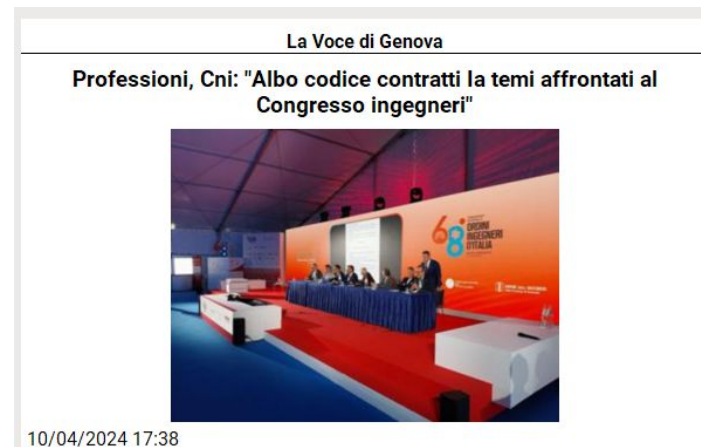 La Voce di Genova
Professioni, Cni: "Albo codice contratti Ia temi affrontati al
Congresso ingegneri"
68°
ORDINI
INGEGNERI
D'ITALIA
10/04/2024 17:38